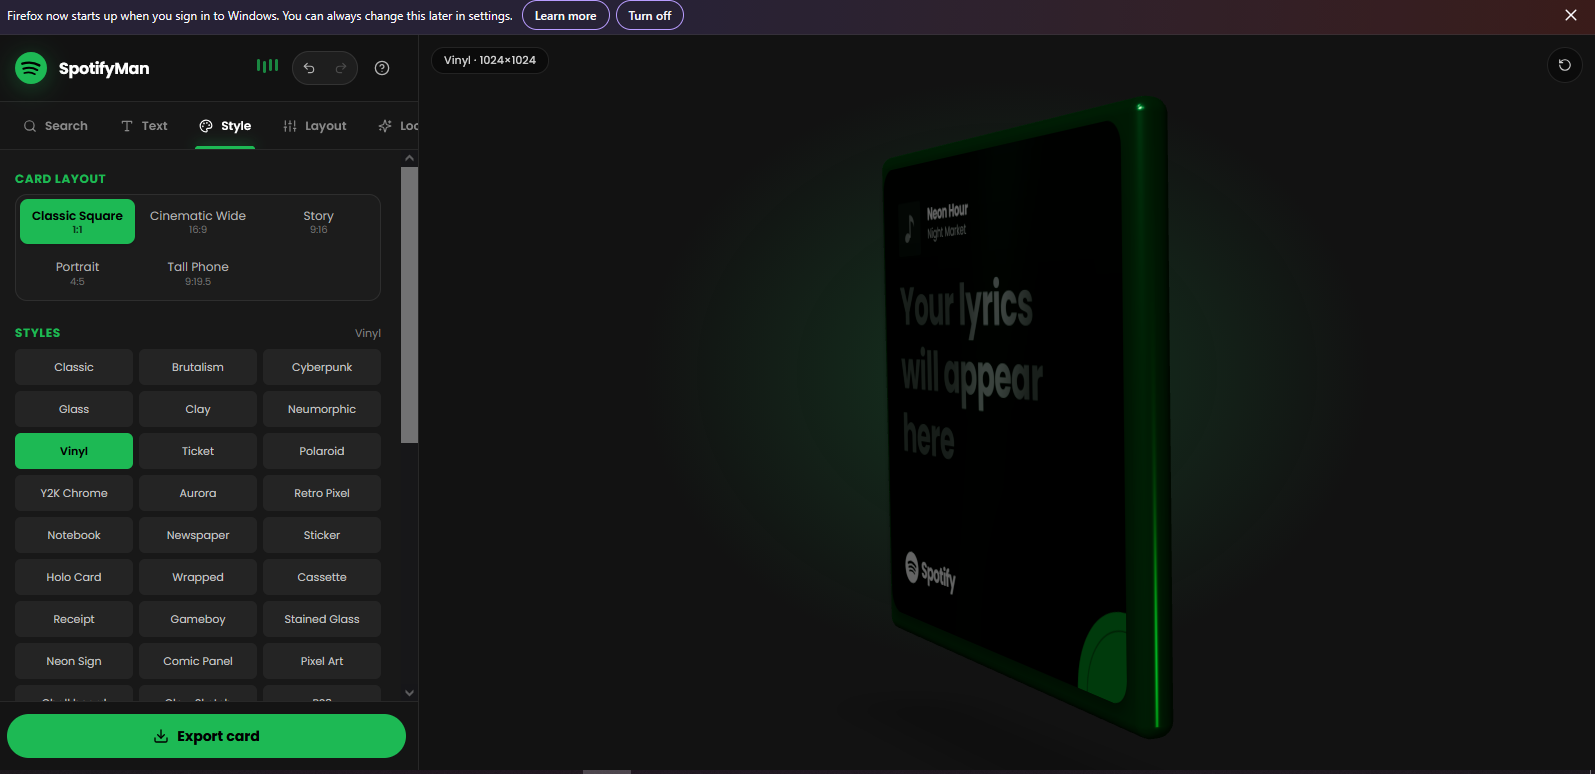 Firefox now starts up when you sign in to Windows. You can always change this later in settings.
Learn more
Turn off
SpotifyMan
Search
Text
Style
Layout
CARD LAYOUT
Classic Square
1:1
Cinematic Wide
16:9
Story
9:16
Portrait
4:5
Tall Phone
9:19.5
STYLES
Vinyl
Classic
Brutalism
Cyberpunk
Glass
Clay
Neumorphic
Vinyl
Ticket
Polaroid
Y2K Chrome
Aurora
Retro Pixel
Notebook
Newspaper
Sticker
Holo Card
Wrapped
Cassette
Receipt
Gameboy
Stained Glass
Neon Sign
Comic Panel
Pixel Art
Export card
Vinyl · 1024×1024
Neon Hour
Night Market
Your lyrics
will appear
here
Spotify